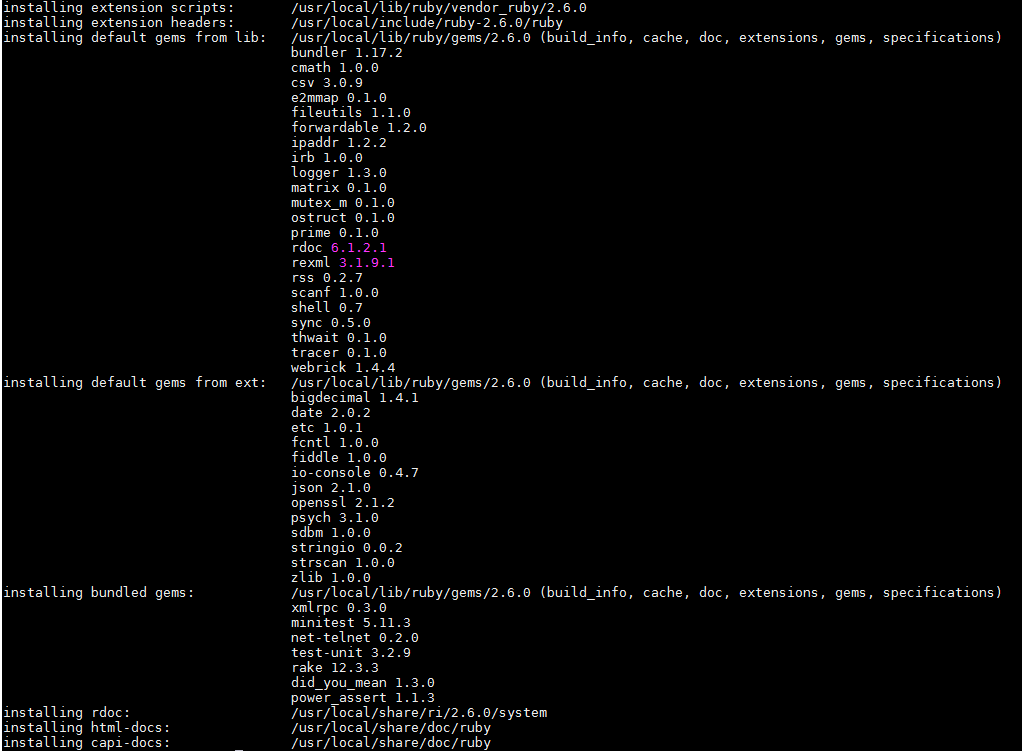 installing extension scripts: /usr/local/lib/ruby/vendor_ruby/2.6.0
installing extension headers: /usr/local/include/ruby-2.6.0/ruby
installing default gems from lib: /usr/local/lib/ruby/gems/2.6.0 (build_info, cache, doc, extensions, gems, specifications)
bundler 1.17.2
cmath 1.0.0
csv 3.0.9
e2mmap 0.1.0
fileutils 1.1.0
forwardable 1.2.0
ipaddr 1.2.2
irb 1.0.0
logger 1.3.0
matrix 0.1.0
mutex_m 0.1.0
ostruct 0.1.0
prime 0.1.0
rdoc 6.1.2.1
rexml 3.1.9.1
rss 0.2.7
scanf 1.0.0
shell 0.7
sync 0.5.0
thwait 0.1.0
tracer 0.1.0
webrick 1.4.4
installing default gems from ext: /usr/local/lib/ruby/gems/2.6.0 (build_info, cache, doc, extensions, gems, specifications)
bigdecimal 1.4.1
date 2.0.2
etc 1.0.1
fcntl 1.0.0
fiddle 1.0.0
io-console 0.4.7
json 2.1.0
openssl 2.1.2
psych 3.1.0
sdbm 1.0.0
stringio 0.0.2
strscan 1.0.0
zlib 1.0.0
installing bundled gems: /usr/local/lib/ruby/gems/2.6.0 (build_info, cache, doc, extensions, gems, specifications)
xmlrpc 0.3.0
minitest 5.11.3
net-telnet 0.2.0
test-unit 3.2.9
rake 12.3.3
did_you_mean 1.3.0
power_assert 1.1.3
installing rdoc: /usr/local/share/ri/2.6.0/system
installing html-docs: /usr/local/share/doc/ruby
installing capi-docs: /usr/local/share/doc/ruby